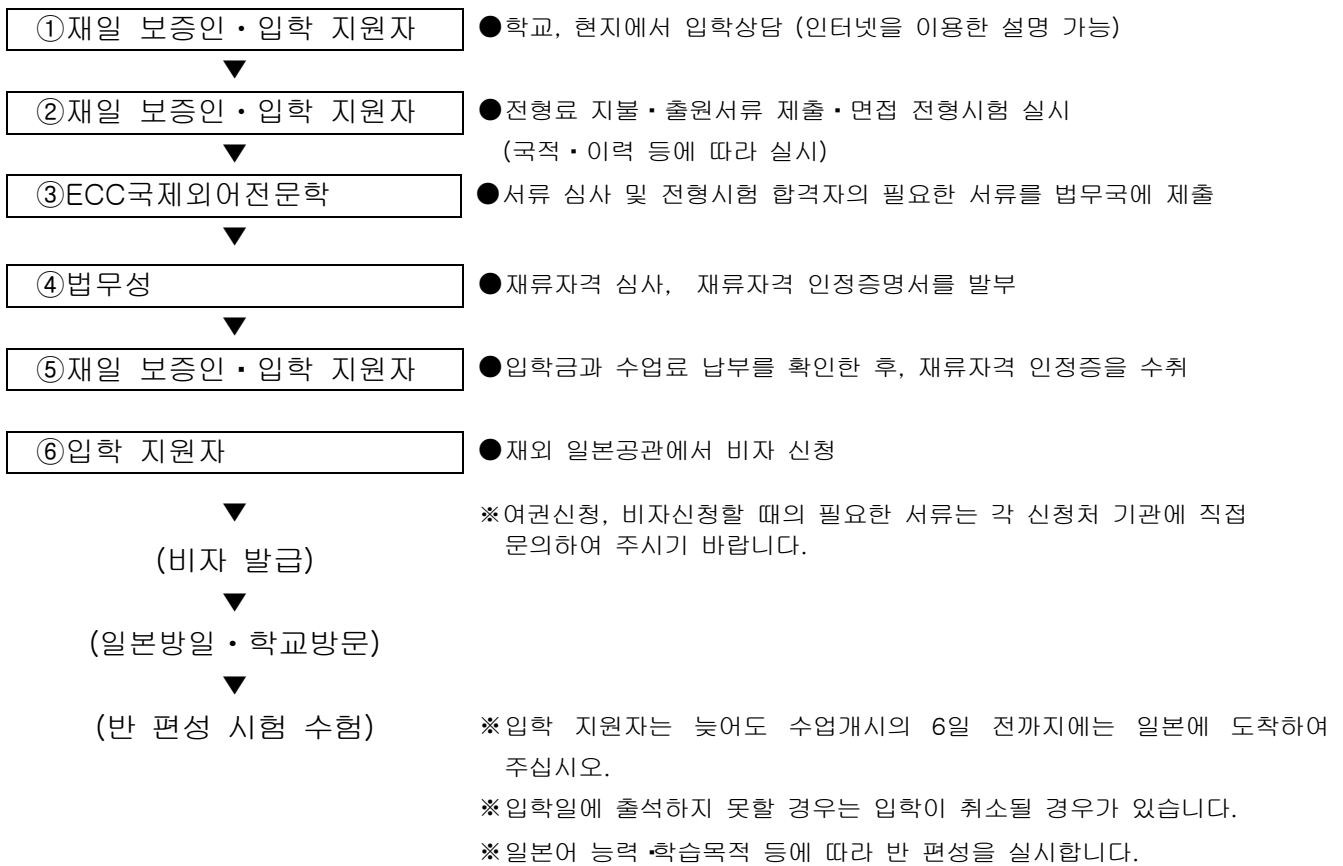 ①재일 보증인・입학 지원자 ●학교, 현지에서 입학상담 (인터넷을 이용한 설명 가능)
▼
②재일 보증인・입학 지원자 ●전형료 지불・출원서류 제출・면접 전형시험 실시
(국적・이력 등에 따라 실시)
▼
③ECC국제외어전문학 ●서류 심사 및 전형시험 합격자의 필요한 서류를 법무국에 제출
▼
④법무성 ●재류자격 심사, 재류자격 인정증명서를 발부
▼
⑤재일 보증인・입학 지원자 ●입학금과 수업료 납부를 확인한 후, 재류자격 인정증을 수취
⑥입학 지원자 ●재외 일본공관에서 비자 신청
▼
※여권신청, 비자신청할 때의 필요한 서류는 각 신청처 기관에 직접
문의하여 주시기 바랍니다.
(비자 발급)
▼
(일본방일・학교방문)
▼
(반 편성 시험 수험) ※입학 지원자는 늦어도 수업개시의 6일 전까지에는 일본에 도착하여
주십시오.
※입학일에 출석하지 못할 경우는 입학이 취소될 경우가 있습니다.
※일본어 능력・학습목적 등에 따라 반 편성을 실시합니다.